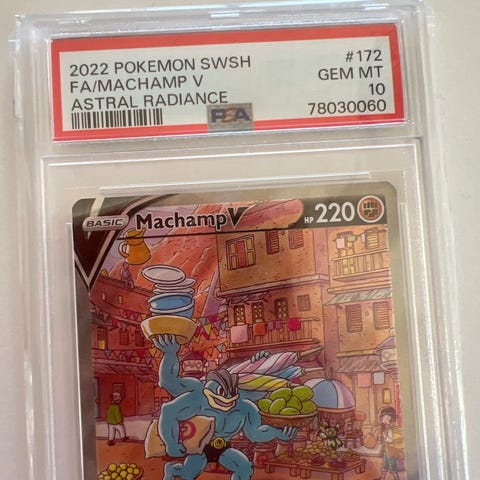 2022 POKEMON SWSH #172
FA/MACHAMP V GEM MT
ASTRAL RADIANCE 10
PSA 78030060
BASIC Machamp V HP 220